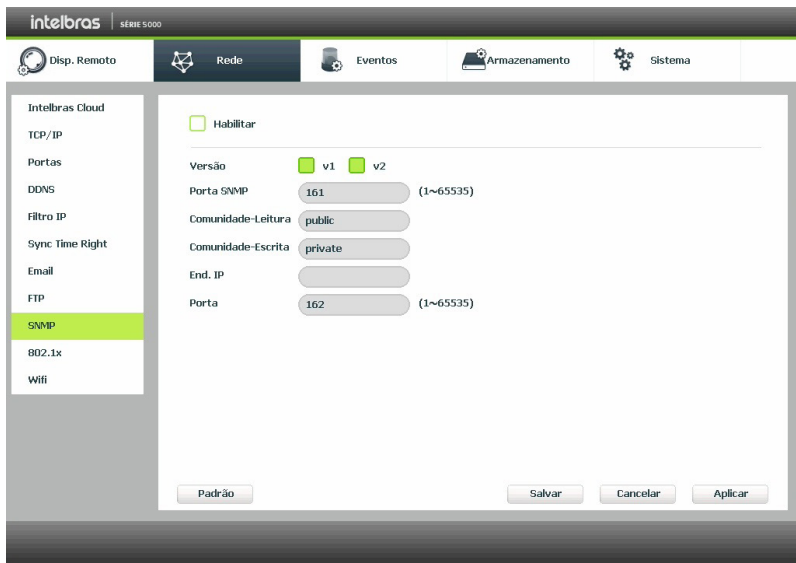 intelbras SÉRIE 5000
Disp. Remoto
Rede
Eventos
Armazenamento
Sistema
Intelbras Cloud
TCP/IP
Portas
DDNS
Filtro IP
Sync Time Right
Email
FTP
SNMP
802.1x
Wifi
Habilitar
Versão v1 v2
Porta SNMP 161 (1~65535)
Comunidade-Leitura public
Comunidade-Escrita private
End. IP
Porta 162 (1~65535)
Padrão
Salvar
Cancelar
Aplicar